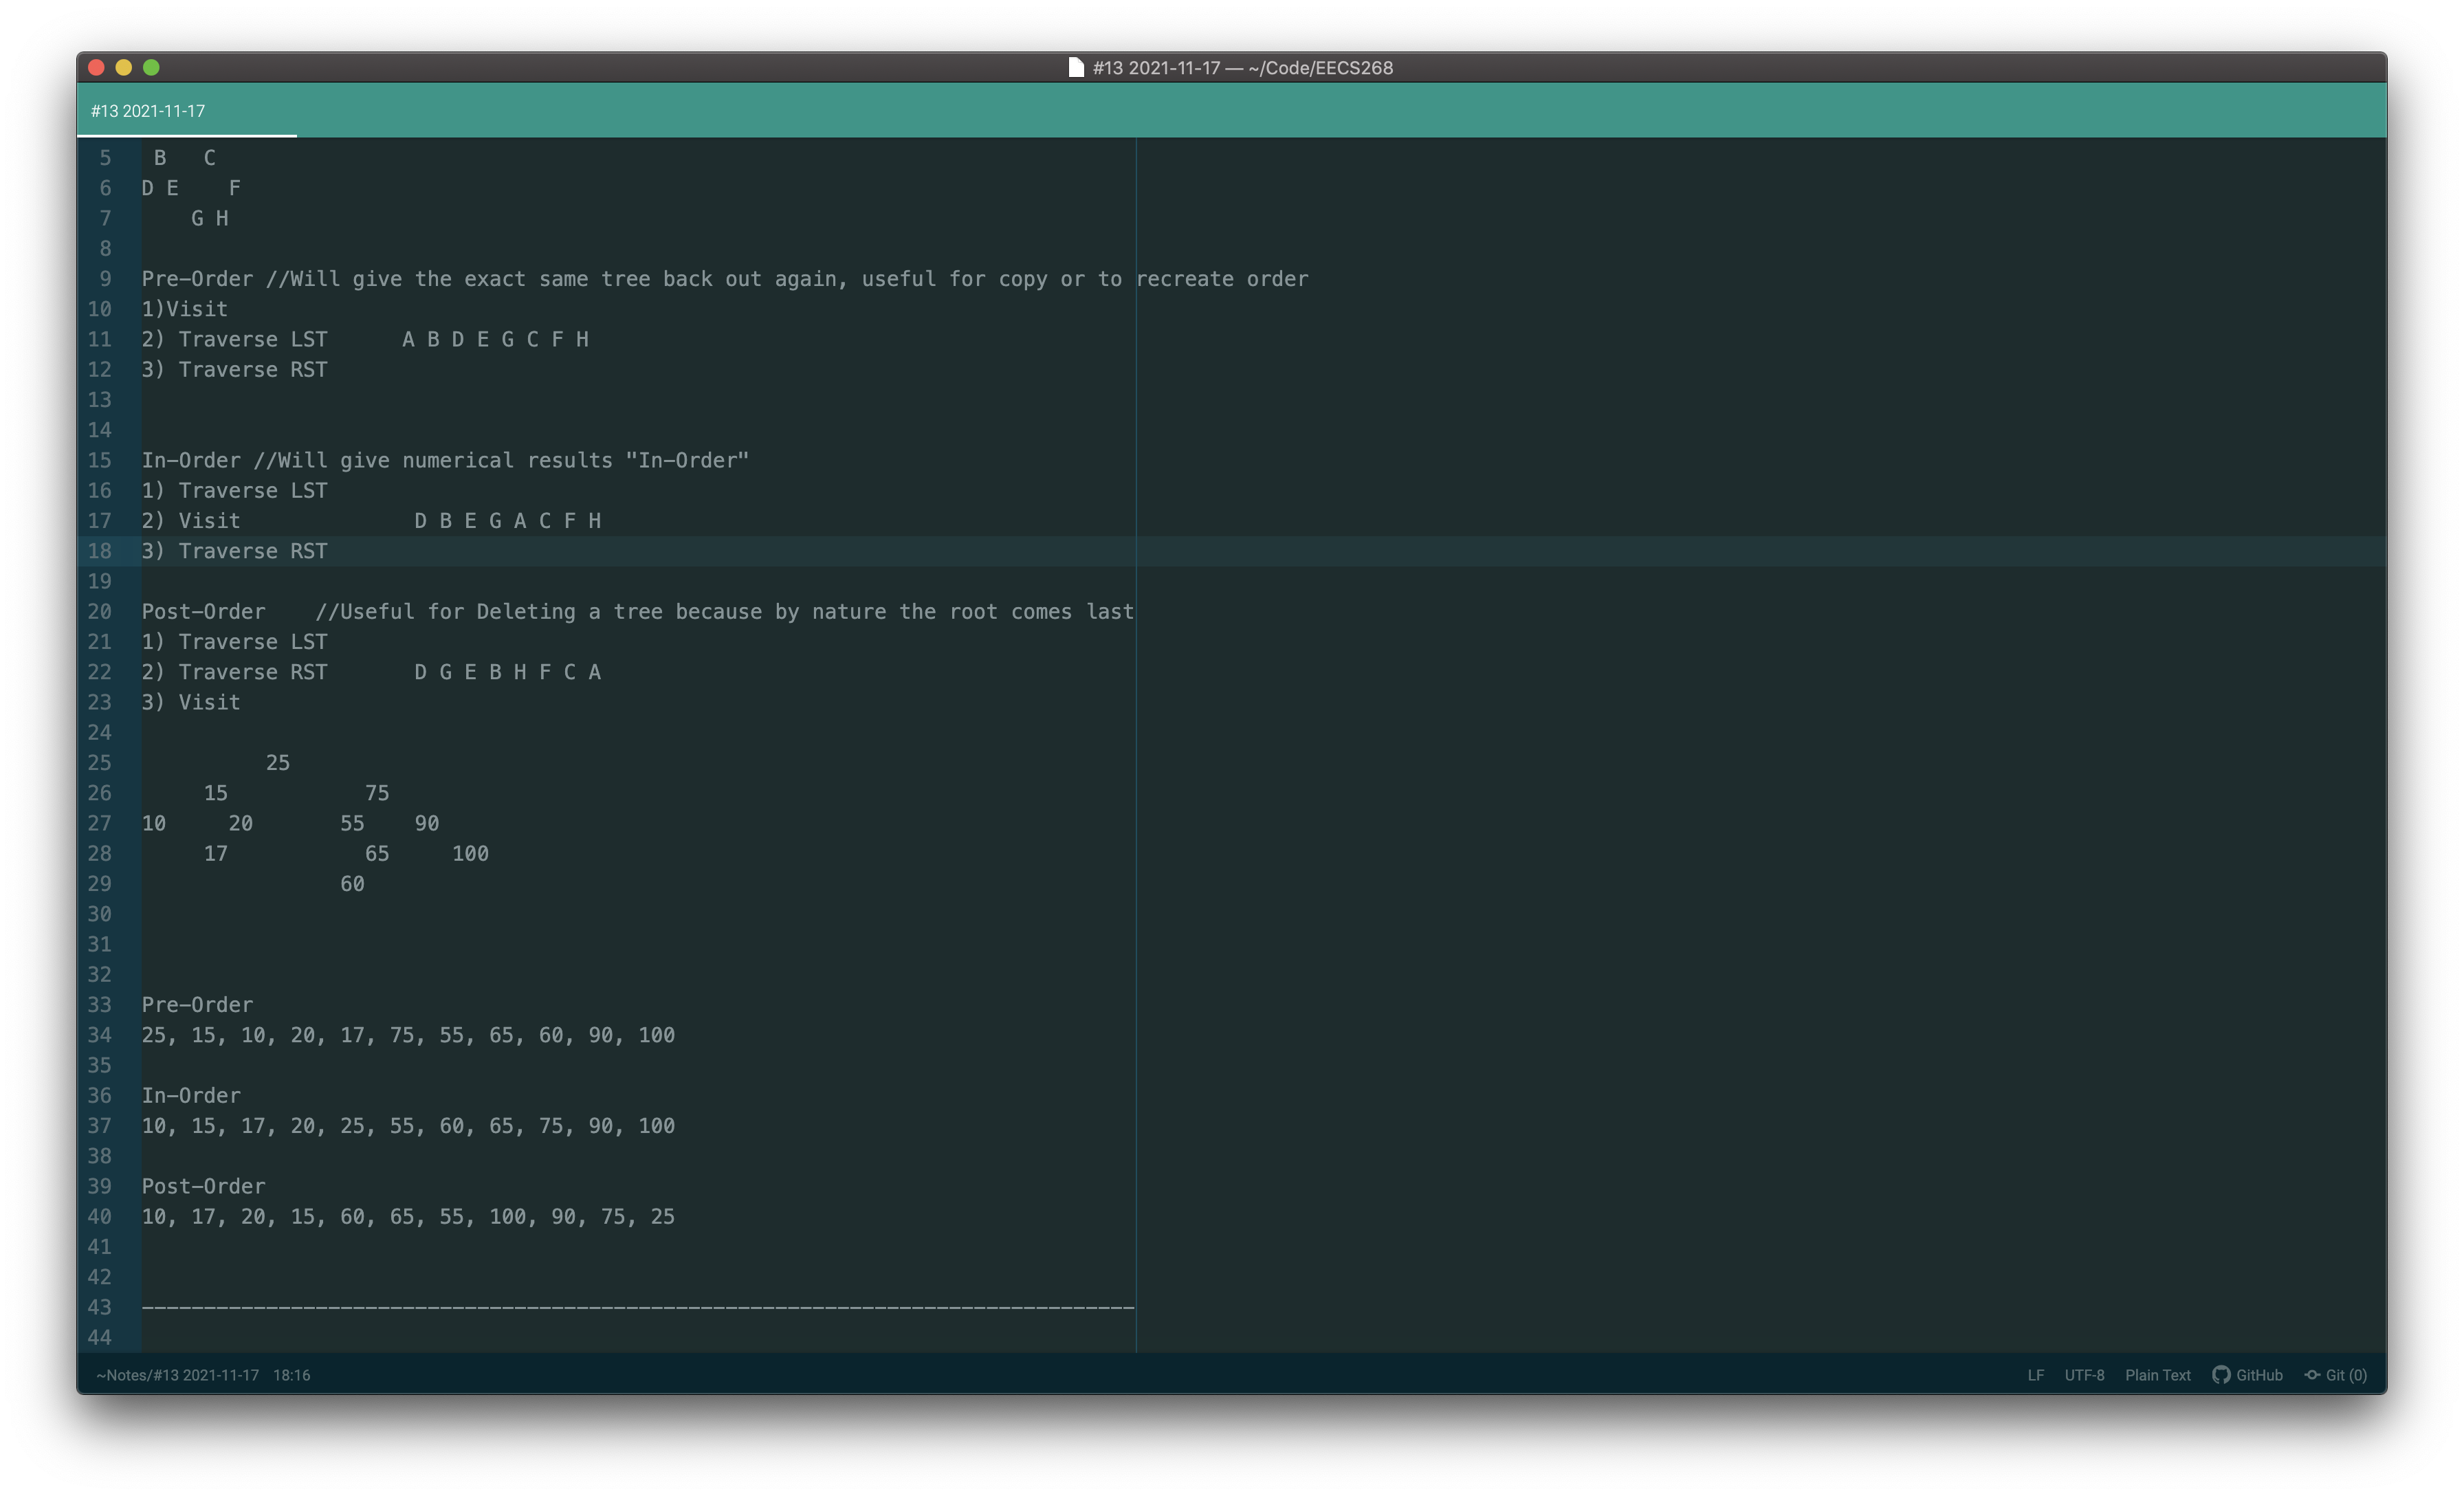 #13 2021-11-17 — ~/Code/EECS268
#13 2021-11-17
5 B C
6 D E F
7 G H
8
9 Pre-Order //Will give the exact same tree back out again, useful for copy or to recreate order
10 1)Visit
11 2) Traverse LST A B D E G C F H
12 3) Traverse RST
13
14
15 In-Order //Will give numerical results "In-Order"
16 1) Traverse LST
17 2) Visit D B E G A C F H
18 3) Traverse RST
19
20 Post-Order //Useful for Deleting a tree because by nature the root comes last
21 1) Traverse LST
22 2) Traverse RST D G E B H F C A
23 3) Visit
24
25 25
26 15 75
27 10 20 55 90
28 17 65 100
29 60
30
31
32
33 Pre-Order
34 25, 15, 10, 20, 17, 75, 55, 65, 60, 90, 100
35
36 In-Order
37 10, 15, 17, 20, 25, 55, 60, 65, 75, 90, 100
38
39 Post-Order
40 10, 17, 20, 15, 60, 65, 55, 100, 90, 75, 25
41
42
43 --------------------------------------------------------------------------------
44
~Notes/#13 2021-11-17 18:16 LF UTF-8 Plain Text GitHub Git (0)